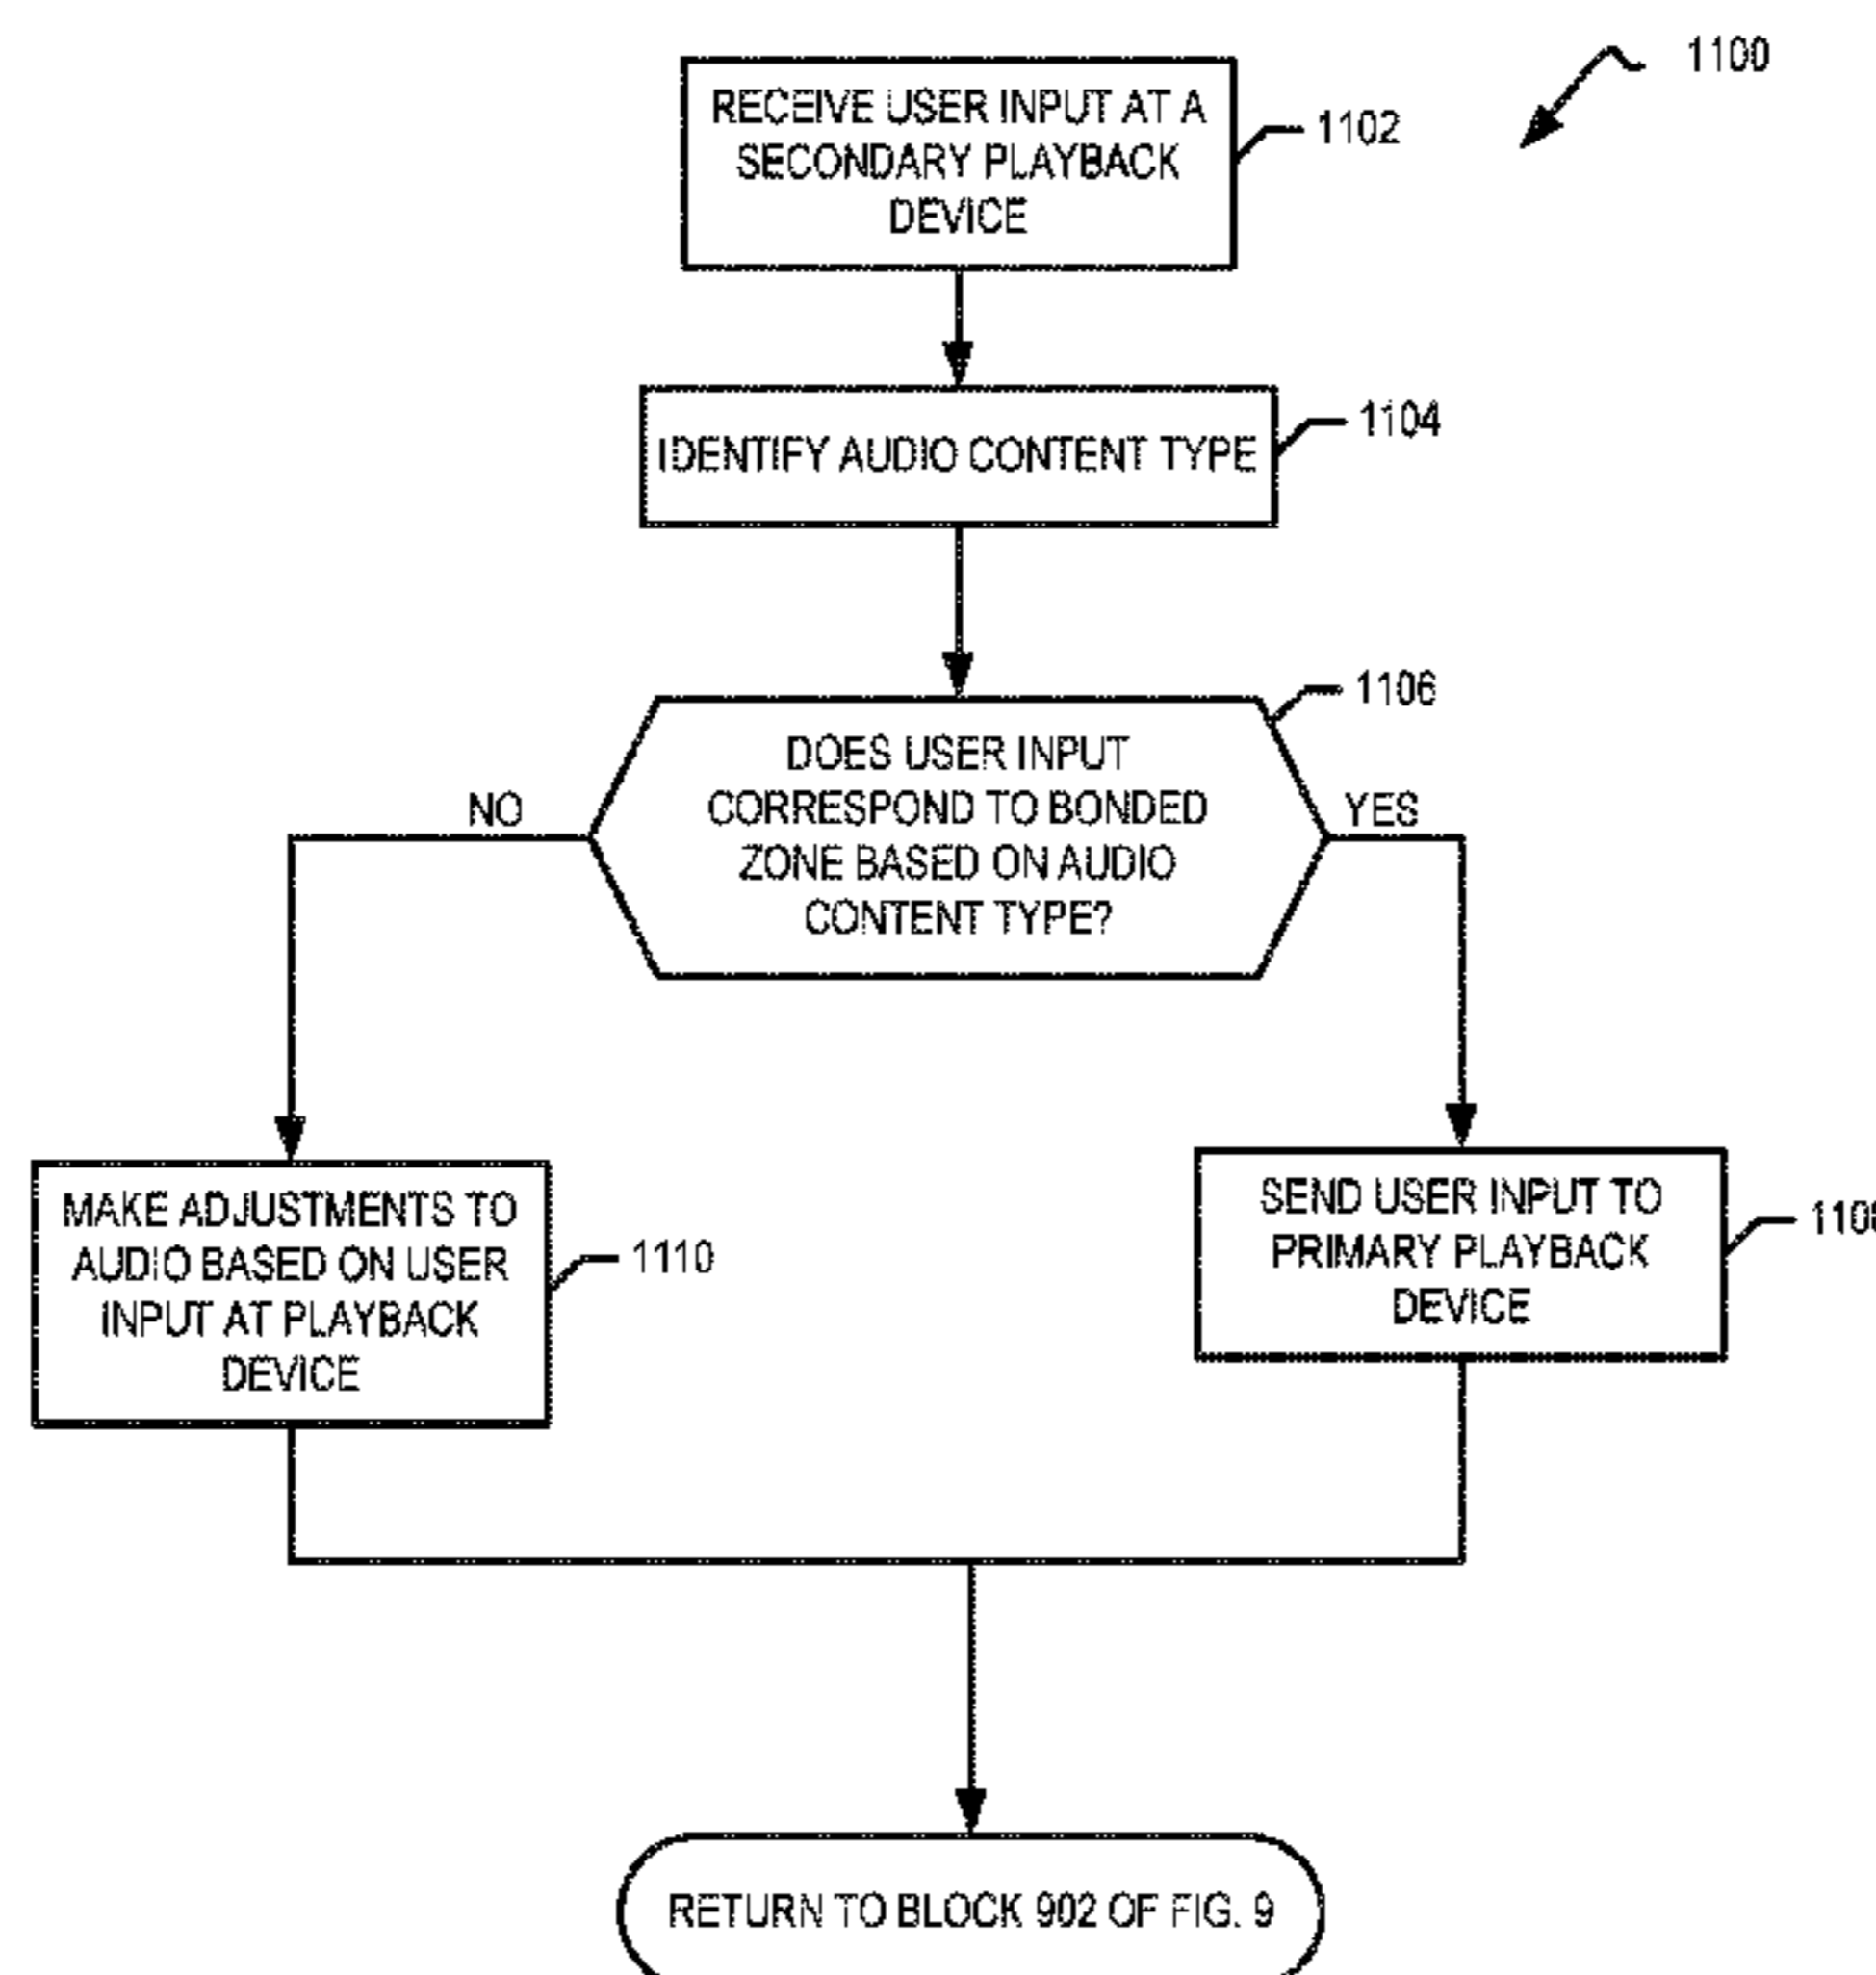 1100
RECEIVE USER INPUT AT A
SECONDARY PLAYBACK
DEVICE
1102
IDENTIFY AUDIO CONTENT TYPE
1104
1106
DOES USER INPUT
CORRESPOND TO BONDED
ZONE BASED ON AUDIO
CONTENT TYPE?
NO
YES
MAKE ADJUSTMENTS TO
AUDIO BASED ON USER
INPUT AT PLAYBACK
DEVICE
1110
SEND USER INPUT TO
PRIMARY PLAYBACK
DEVICE
RETURN TO BLOCK 902 OF FIG. 9